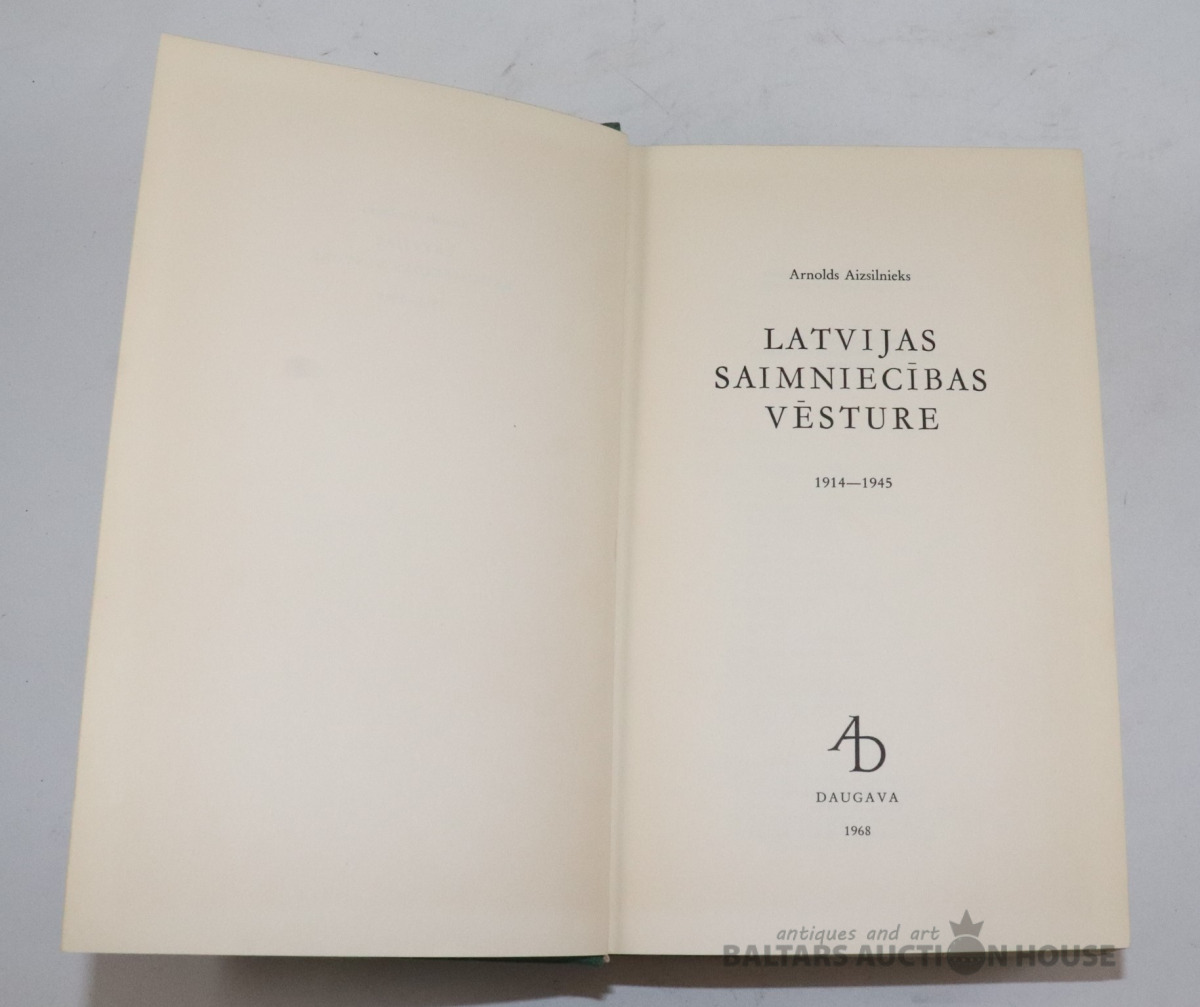 Arnolds Aizsilnieks
LATVIJAS
SAIMNIECĪBAS
VĒSTURE
1914—1945
AD
DAUGAVA
1968
antiques and art
BALTARS AUCTION HOUSE